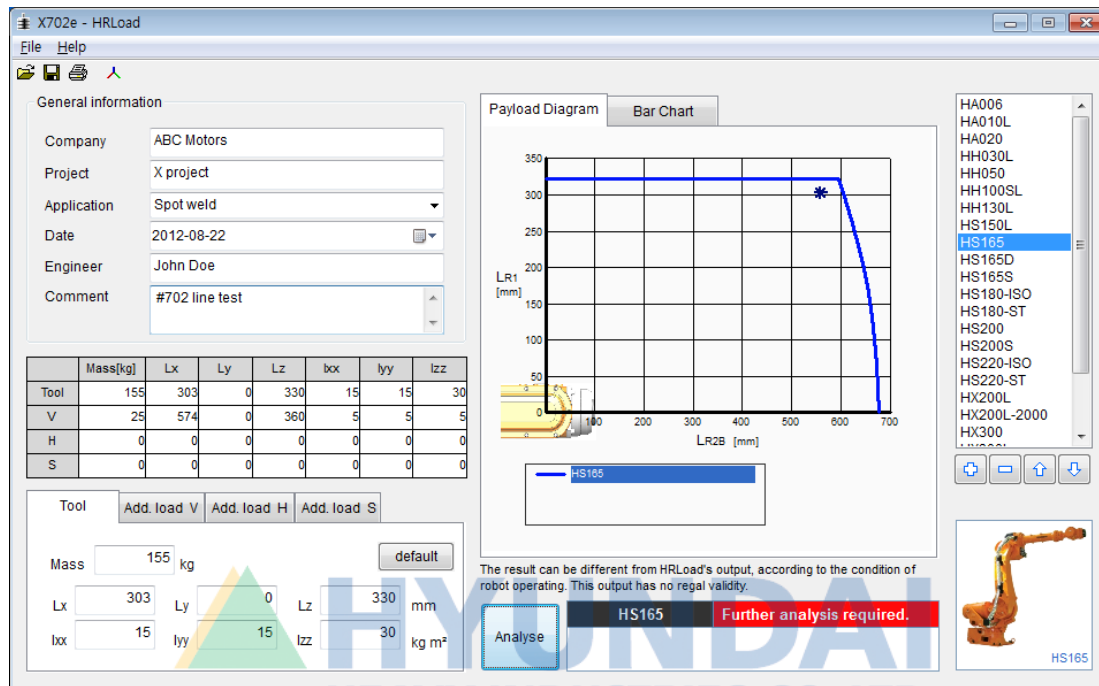 X702e - HRLoad
File Help
General information
Company ABC Motors
Project X project
Application Spot weld
Date 2012-08-22
Engineer John Doe
Comment #702 line test
Mass[kg] Lx Ly Lz Ixx Iyy Izz
Tool 155 303 0 330 15 15 30
V 25 574 0 360 5 5 5
H 0 0 0 0 0 0 0
S 0 0 0 0 0 0 0
Tool Add. load V Add. load H Add. load S
Mass 155 kg default
Lx 303 Ly 0 Lz 330 mm
Ixx 15 Iyy 15 Izz 30 kg m²
Payload Diagram Bar Chart
350
300
250
200
150
100
50
0
LR1
[mm]
100 200 300 400 500 600 700
LR2B [mm]
HS165
The result can be different from HRLoad's output, according to the condition of
robot operating. This output has no regal validity.
Analyse HS165 Further analysis required.
HA006
HA010L
HA020
HH030L
HH050
HH100SL
HH130L
HS150L
HS165
HS165D
HS165S
HS180-ISO
HS180-ST
HS200
HS200S
HS220-ISO
HS220-ST
HX200L
HX200L-2000
HX300
HS165
HYUNDAI